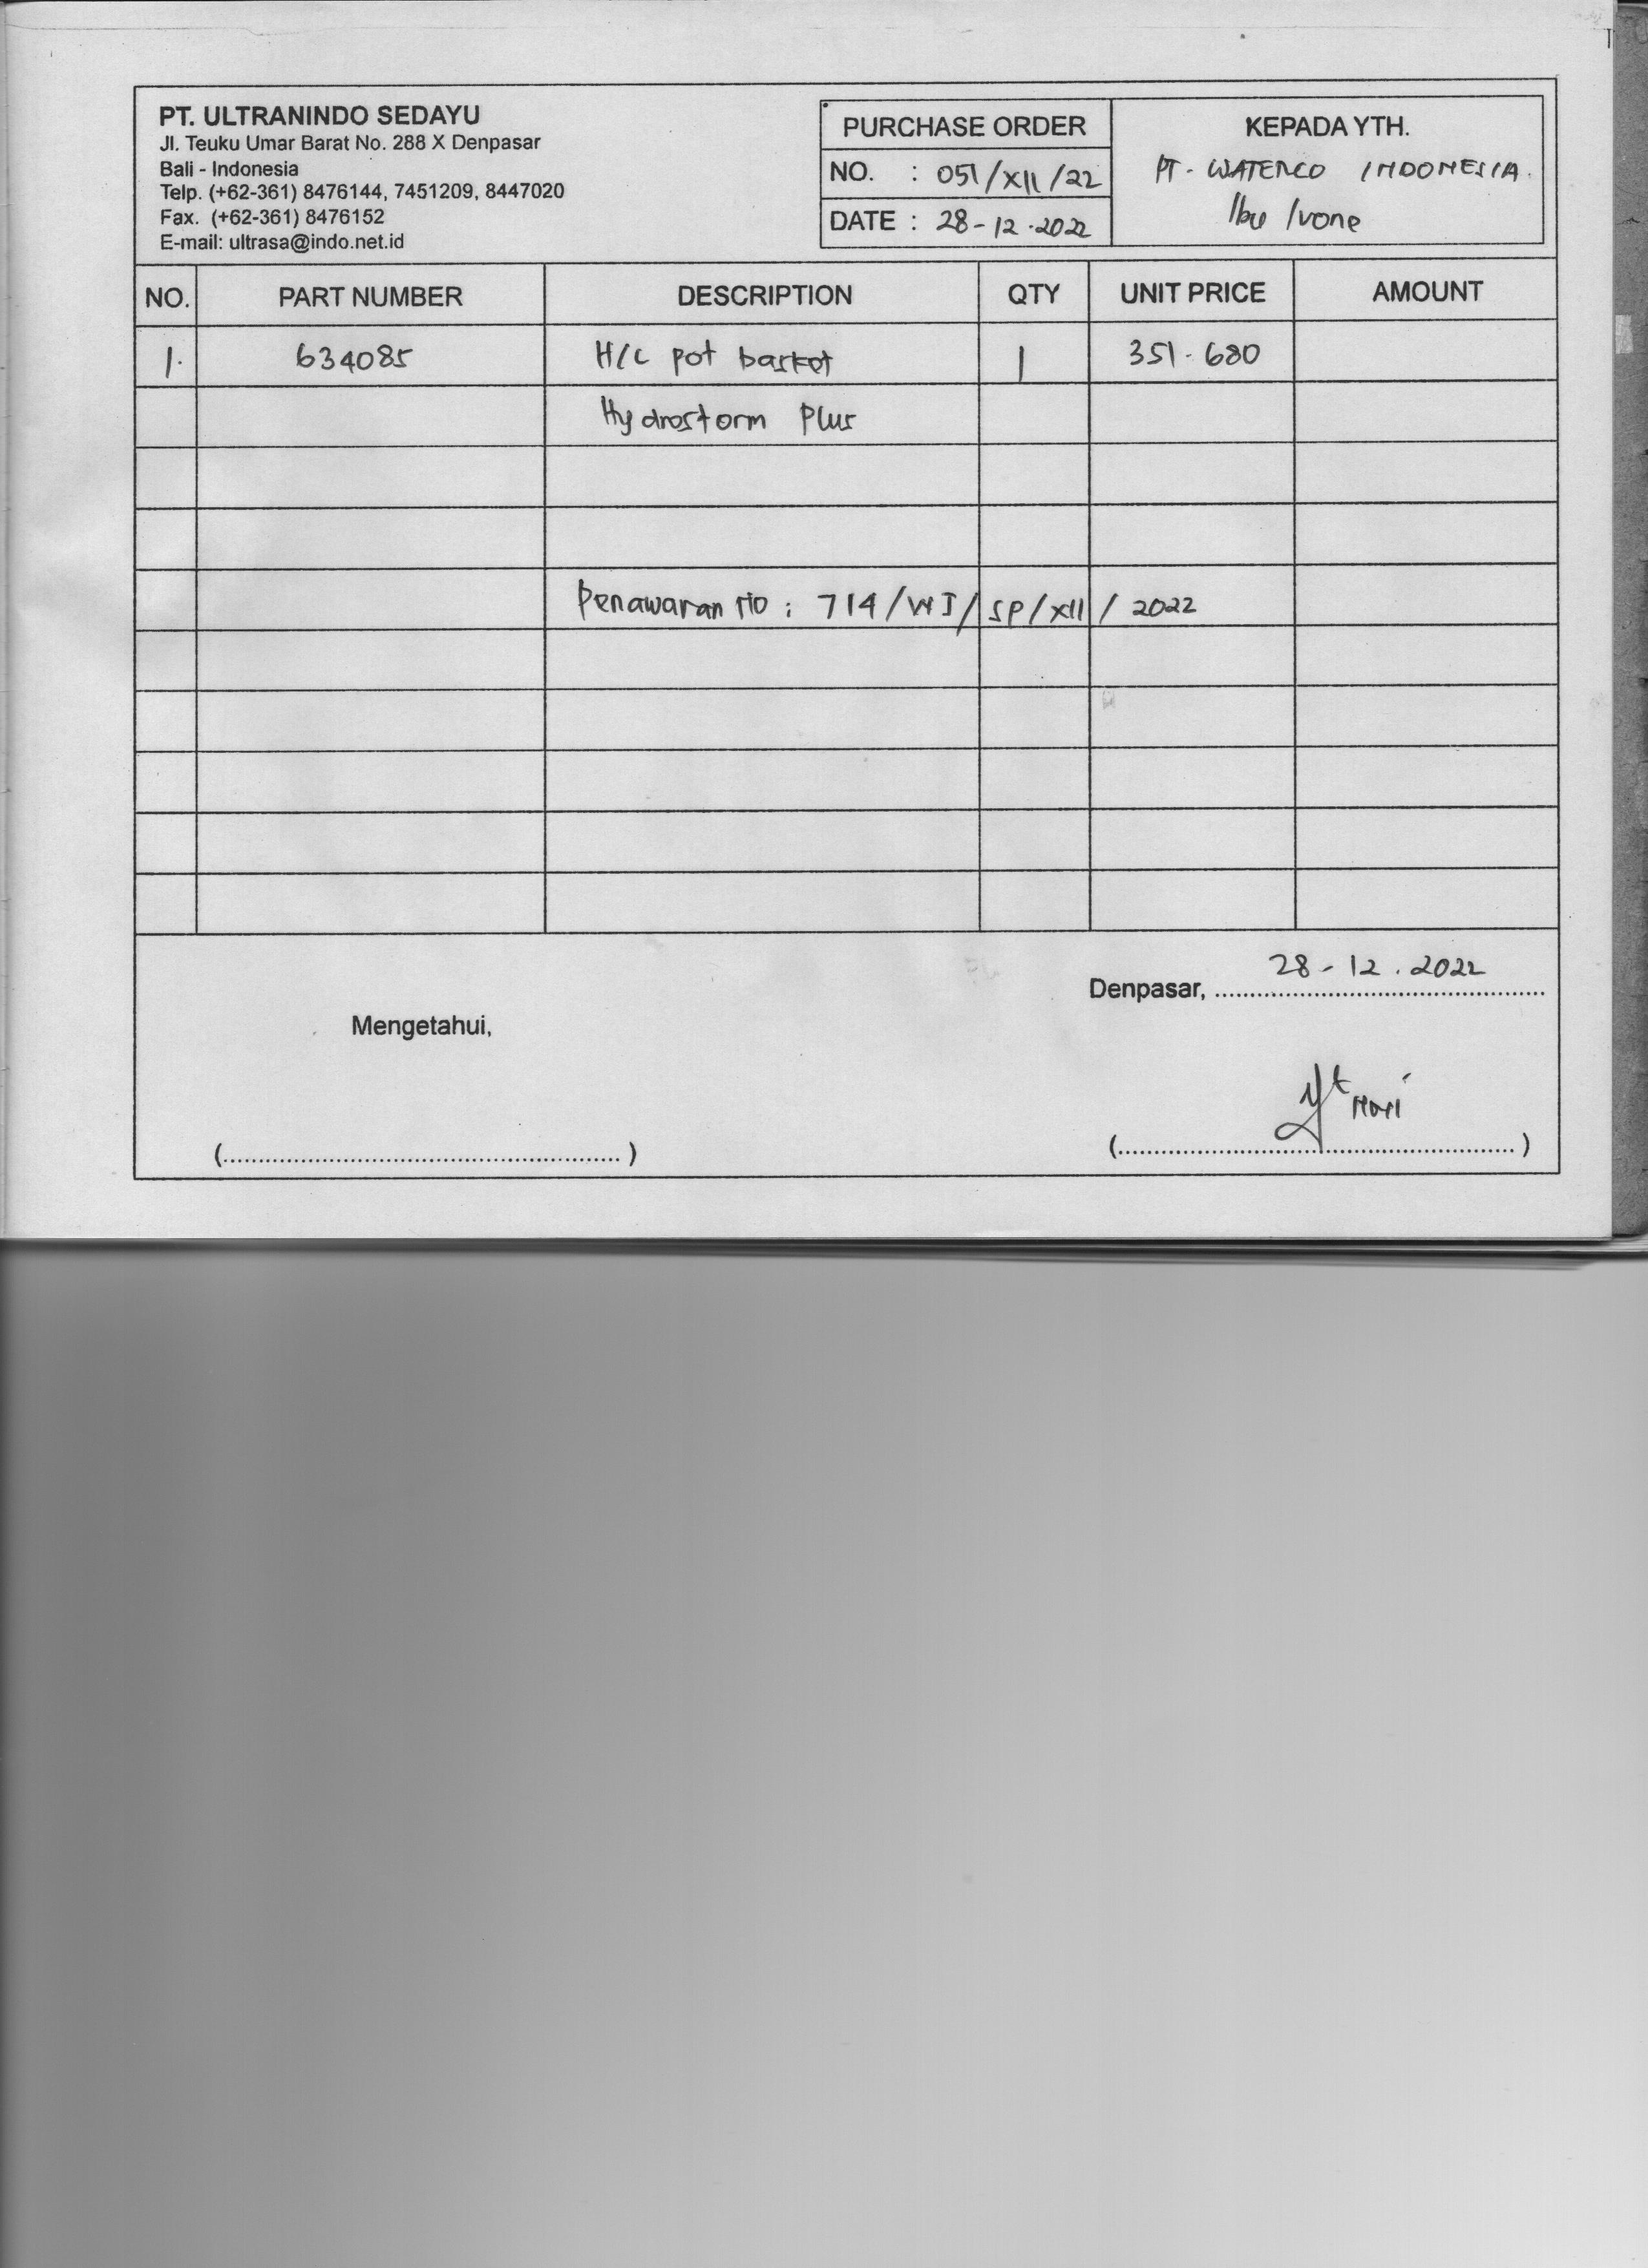 PT. ULTRANINDO SEDAYU
Jl. Teuku Umar Barat No. 288 X Denpasar
Bali - Indonesia
Telp. (+62-361) 8476144, 7451209, 8447020
Fax. (+62-361) 8476152
E-mail: ultrasa@indo.net.id
PURCHASE ORDER
NO. : 051/XII/22
DATE : 28-12-2022
KEPADA YTH.
PT. WATERCO INDONESIA.
Ibu Ivone
NO. PART NUMBER DESCRIPTION QTY UNIT PRICE AMOUNT
1. 634085 H/C pot basket 1 351.680
Hydrostorm Plus
Penawaran No : 714/WI/SP/XII/2022
Denpasar, 28-12.2022
Mengetahui,
(....................) (....................)